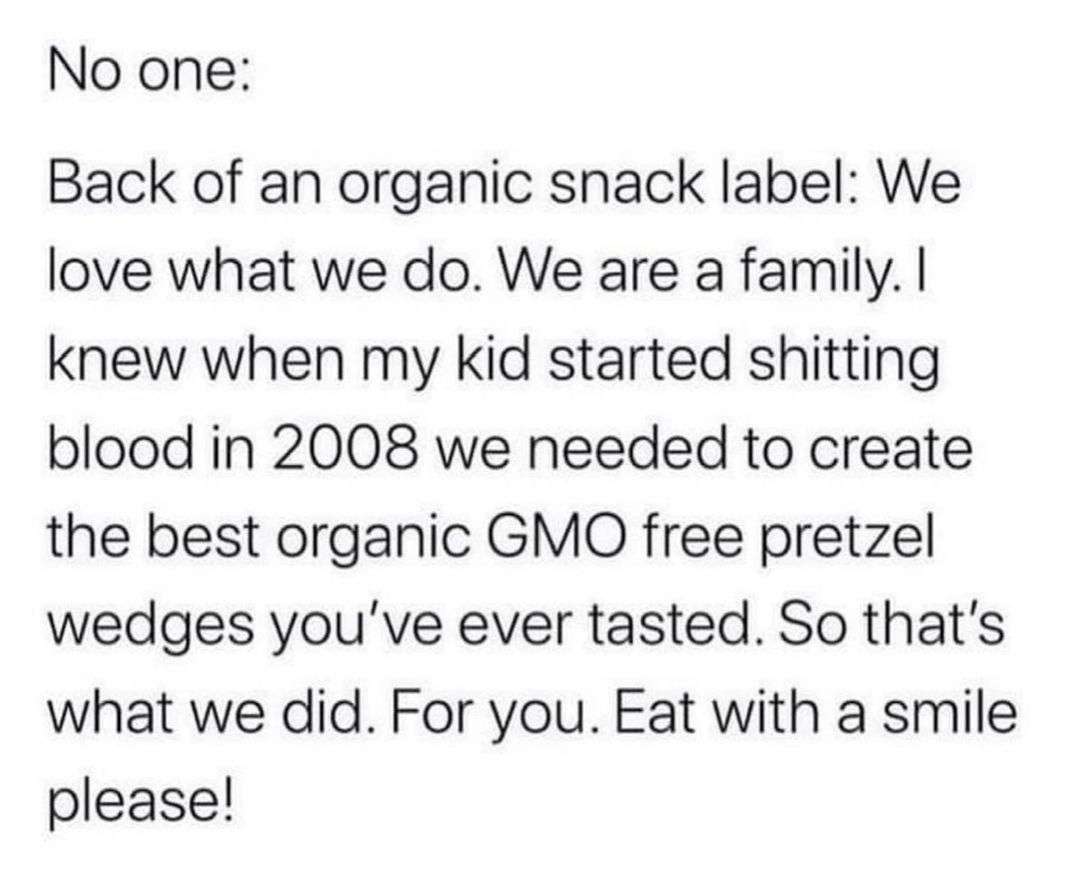 No one:
Back of an organic snack label: We
love what we do. We are a family. I
knew when my kid started shitting
blood in 2008 we needed to create
the best organic GMO free pretzel
wedges you've ever tasted. So that's
what we did. For you. Eat with a smile
please!